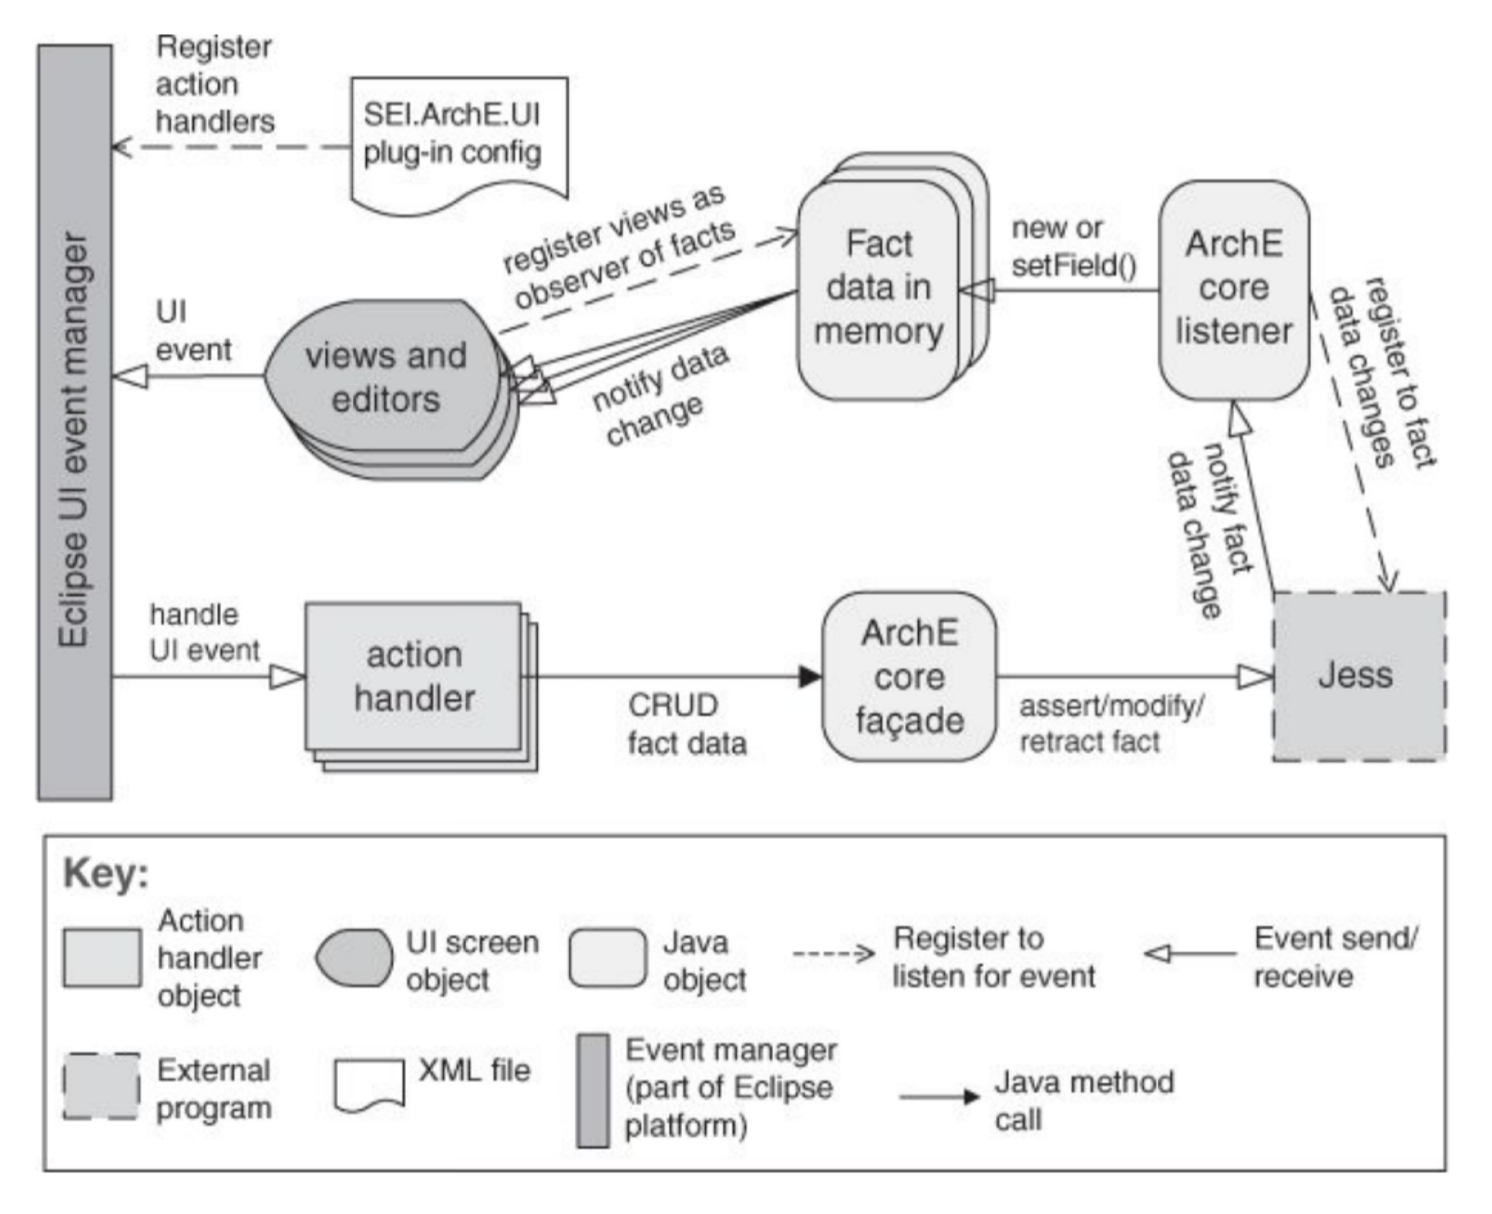 Register
action
handlers
SEI.ArchE.UI
plug-in config
Eclipse UI event manager
register views as
observer of facts
Fact
data in
memory
new or
setField()
ArchE
core
listener
register to fact
data changes
UI
event
views and
editors
notify data
change
notify fact
data change
handle
UI event
action
handler
CRUD
fact data
ArchE
core
façade
assert/modify/
retract fact
Jess
Key:
Action
handler
object
UI screen
object
Java
object
Register to
listen for event
Event send/
receive
External
program
XML file
Event manager
(part of Eclipse
platform)
Java method
call